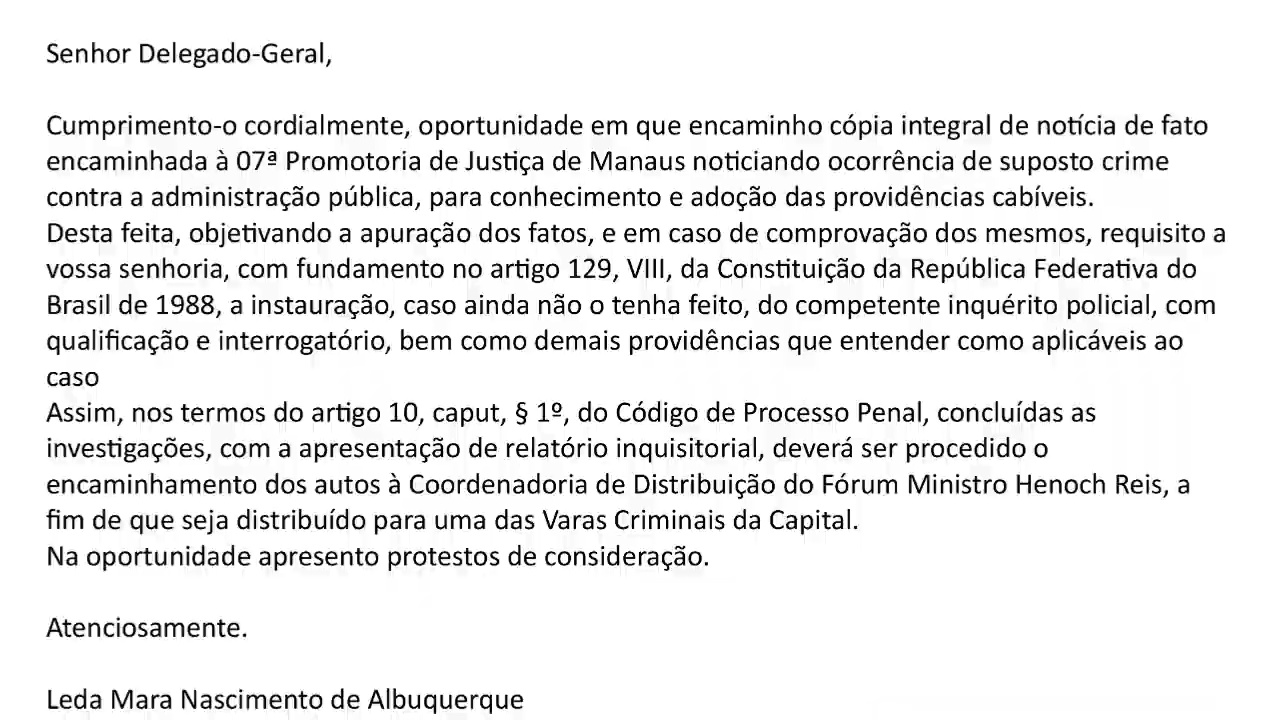 Senhor Delegado-Geral,
Cumprimento-o cordialmente, oportunidade em que encaminho cópia integral de notícia de fato
encaminhada à 07ª Promotoria de Justiça de Manaus noticiando ocorrência de suposto crime
contra a administração pública, para conhecimento e adoção das providências cabíveis.
Desta feita, objetivando a apuração dos fatos, e em caso de comprovação dos mesmos, requisito a
vossa senhoria, com fundamento no artigo 129, VIII, da Constituição da República Federativa do
Brasil de 1988, a instauração, caso ainda não o tenha feito, do competente inquérito policial, com
qualificação e interrogatório, bem como demais providências que entender como aplicáveis ao
caso
Assim, nos termos do artigo 10, caput, § 1º, do Código de Processo Penal, concluídas as
investigações, com a apresentação de relatório inquisitorial, deverá ser procedido o
encaminhamento dos autos à Coordenadoria de Distribuição do Fórum Ministro Henoch Reis, a
fim de que seja distribuído para uma das Varas Criminais da Capital.
Na oportunidade apresento protestos de consideração.
Atenciosamente.
Leda Mara Nascimento de Albuquerque